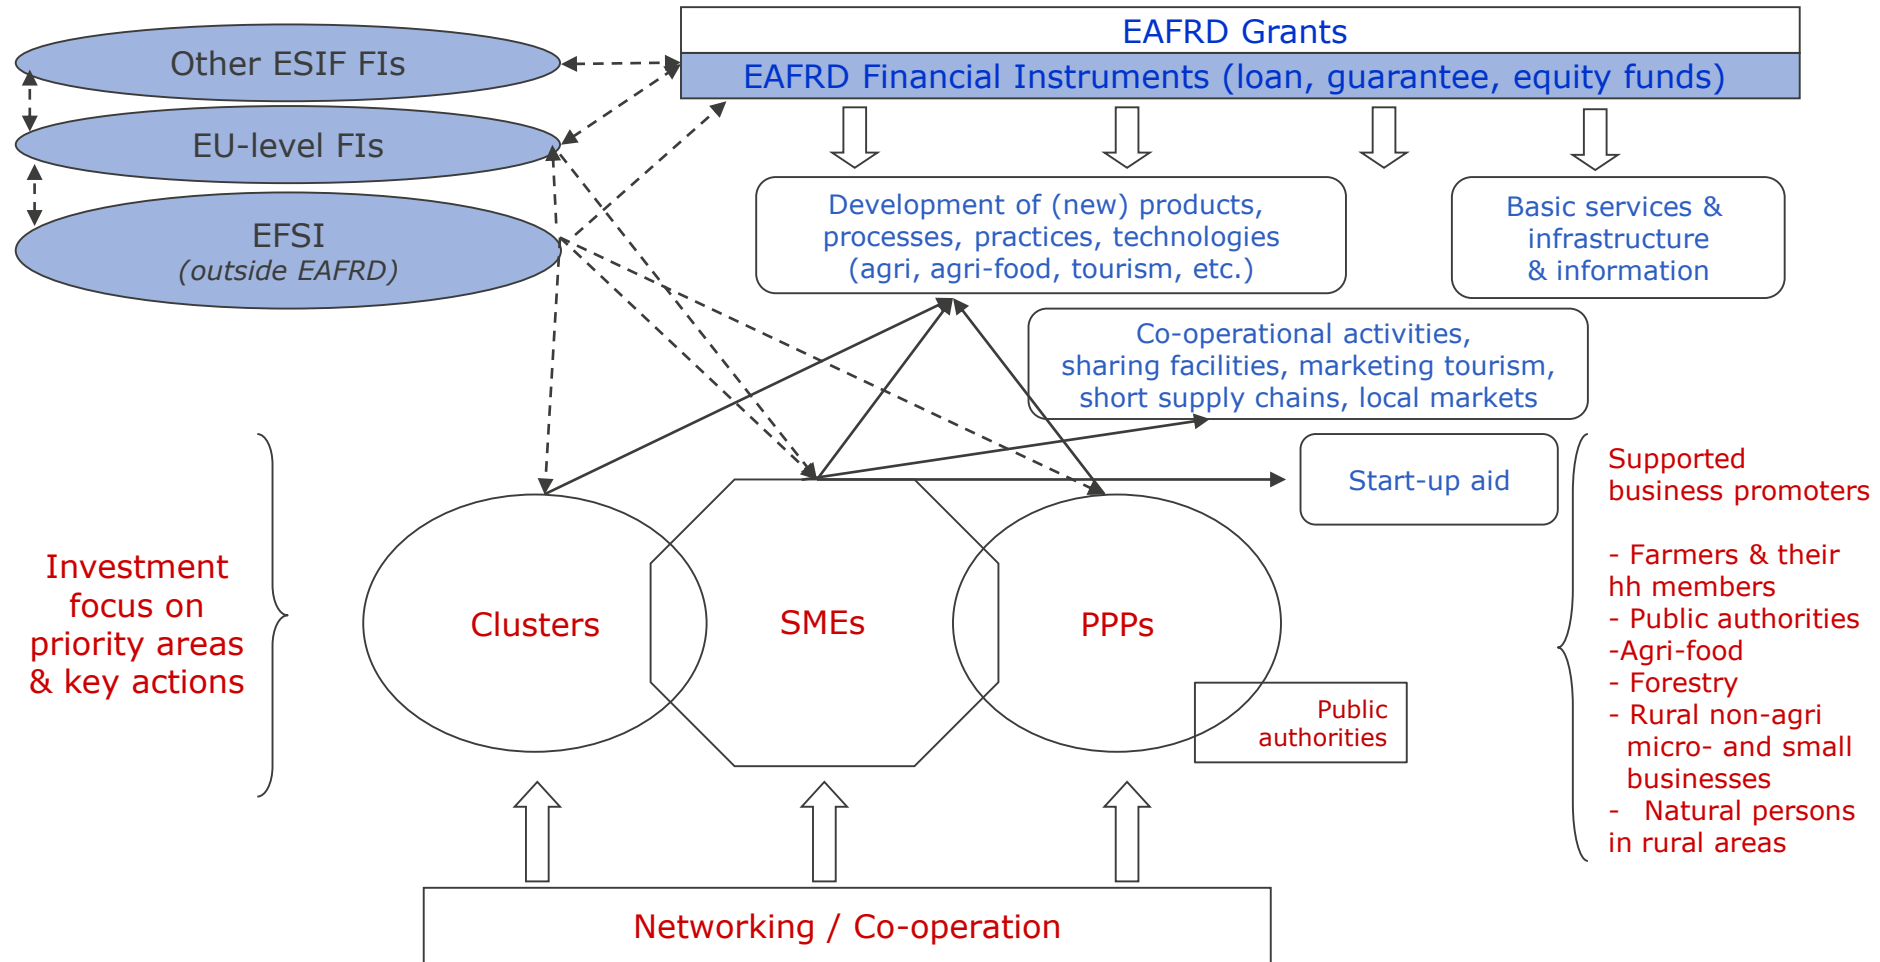 EAFRD Grants
EAFRD Financial Instruments (loan, guarantee, equity funds)
Other ESIF FIs
EU-level FIs
EFSI
(outside EAFRD)
Development of (new) products,
processes, practices, technologies
(agri, agri-food, tourism, etc.)
Basic services &
infrastructure
& information
Co-operational activities,
sharing facilities, marketing tourism,
short supply chains, local markets
Start-up aid
Investment
focus on
priority areas
& key actions
Clusters
SMEs
PPPs
Public
authorities
Supported
business promoters
- Farmers & their
hh members
- Public authorities
-Agri-food
- Forestry
- Rural non-agri
micro- and small
businesses
- Natural persons
in rural areas
Networking / Co-operation